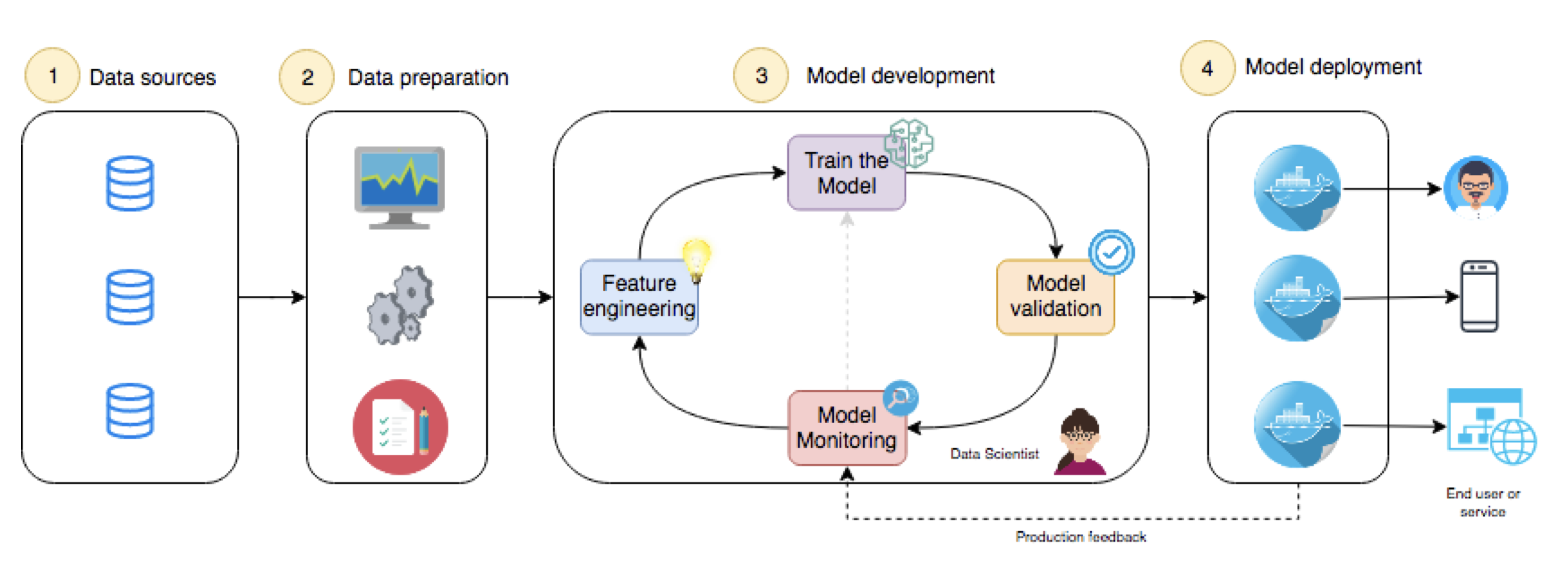 1
Data sources
2
Data preparation
3
Model development
4
Model deployment
Train the
Model
Feature
engineering
Model
validation
Model
Monitoring
Data Scientist
End user or
service
Production feedback